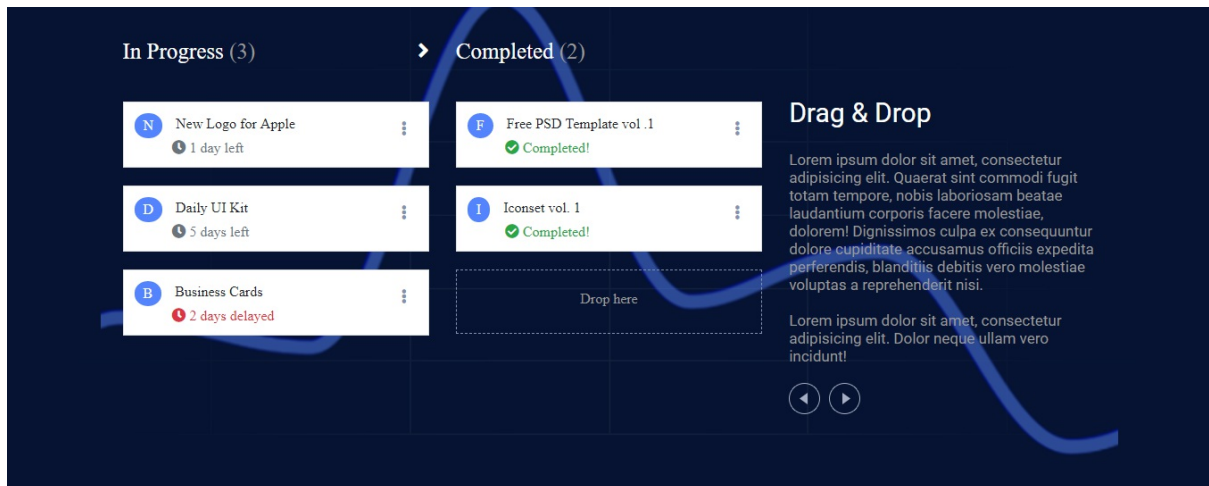 In Progress (3)
N
New Logo for Apple
1 day left
D
Daily UI Kit
5 days left
B
Business Cards
2 days delayed
Completed (2)
F
Free PSD Template vol .1
Completed!
I
Iconset vol. 1
Completed!
Drop here
Drag & Drop
Lorem ipsum dolor sit amet, consectetur
adipisicing elit. Quaerat sint commodi fugit
totam tempore, nobis laboriosam beatae
laudantium corporis facere molestiae,
dolorem! Dignissimos culpa ex consequuntur
dolore cupiditate accusamus officiis expedita
perferendis, blanditiis debitis vero molestiae
voluptas a reprehenderit nisi.
Lorem ipsum dolor sit amet, consectetur
adipisicing elit. Dolor neque ullam vero
incidunt!